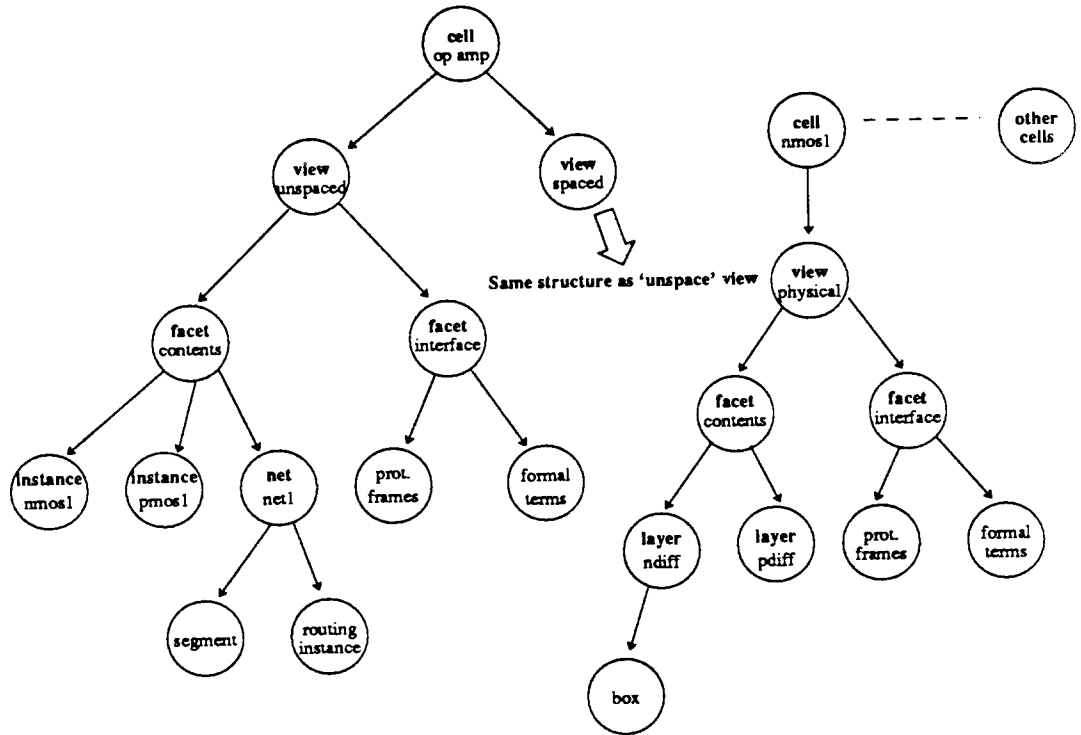 cell
op amp
cell
nmos1
other
cells
view
unspaced
view
spaced
Same structure as 'unspace' view
view
physical
facet
contents
facet
interface
facet
contents
facet
interface
instance
nmos1
instance
pmos1
net
net1
prot.
frames
formal
terms
layer
ndiff
layer
pdiff
prot.
frames
formal
terms
segment
routing
instance
box